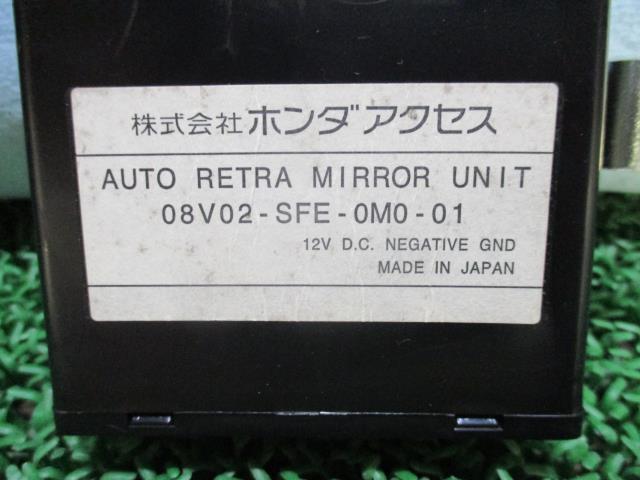 株式会社ホンダアクセス
AUTO RETRA MIRROR UNIT
08V02-SFE-0M0-01
12V D.C. NEGATIVE GND
MADE IN JAPAN